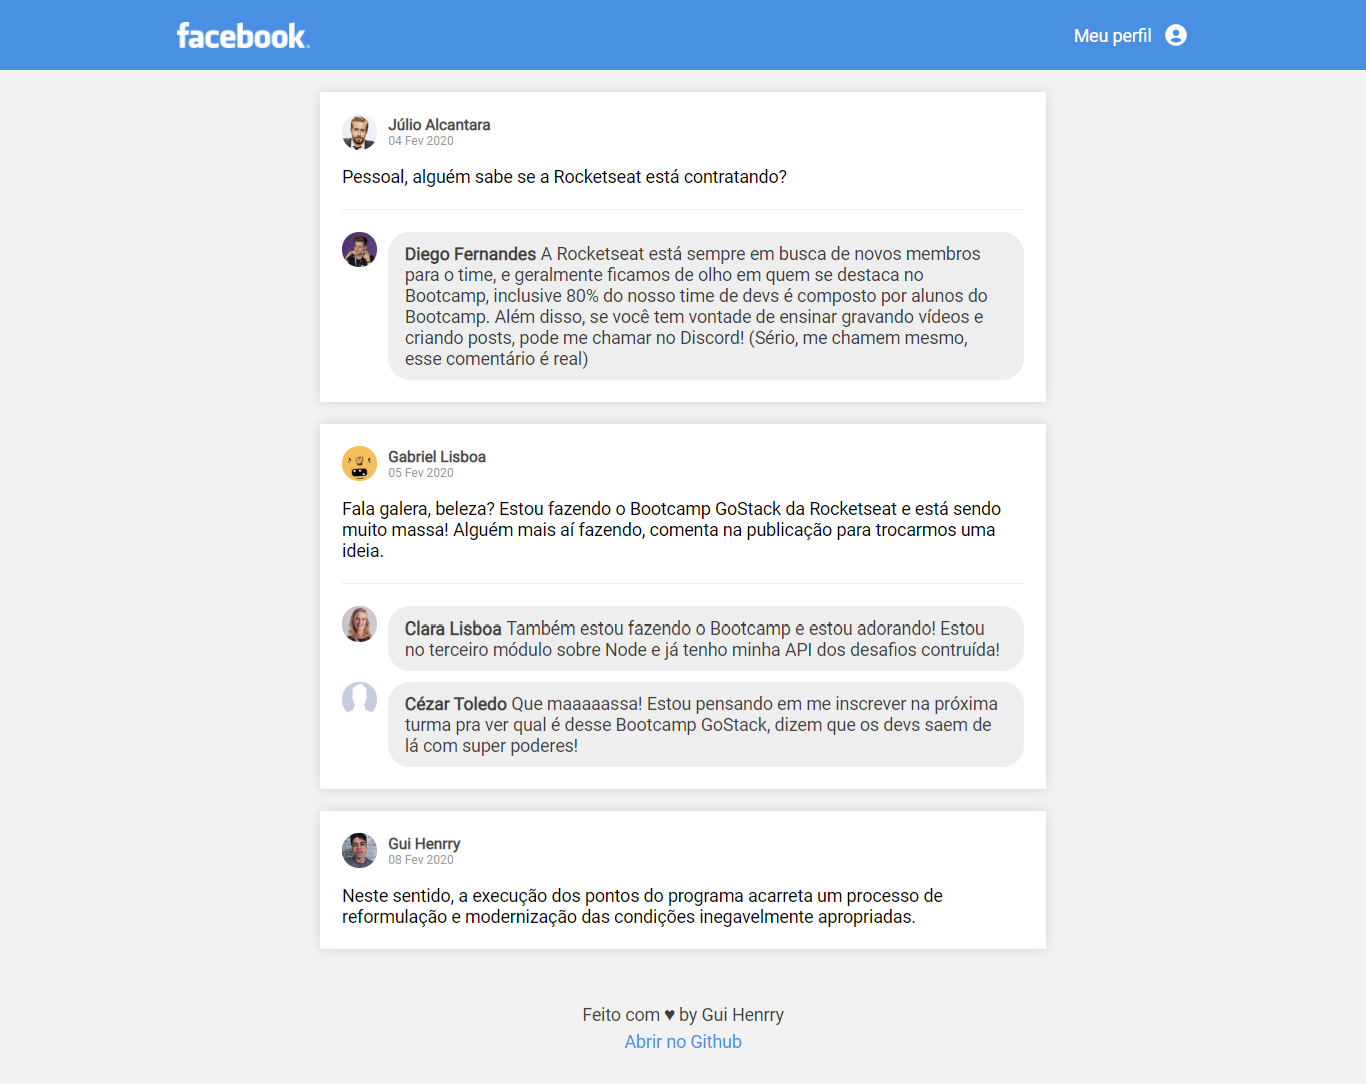 facebook.
Meu perfil
Júlio Alcantara
04 Fev 2020
Pessoal, alguém sabe se a Rocketseat está contratando?
Diego Fernandes A Rocketseat está sempre em busca de novos membros
para o time, e geralmente ficamos de olho em quem se destaca no
Bootcamp, inclusive 80% do nosso time de devs é composto por alunos do
Bootcamp. Além disso, se você tem vontade de ensinar gravando vídeos e
criando posts, pode me chamar no Discord! (Sério, me chamem mesmo,
esse comentário é real)
Gabriel Lisboa
05 Fev 2020
Fala galera, beleza? Estou fazendo o Bootcamp GoStack da Rocketseat e está sendo
muito massa! Alguém mais aí fazendo, comenta na publicação para trocarmos uma
ideia.
Clara Lisboa Também estou fazendo o Bootcamp e estou adorando! Estou
no terceiro módulo sobre Node e já tenho minha API dos desafios contruída!
Cézar Toledo Que maaaaassa! Estou pensando em me inscrever na próxima
turma pra ver qual é desse Bootcamp GoStack, dizem que os devs saem de
lá com super poderes!
Gui Henrry
08 Fev 2020
Neste sentido, a execução dos pontos do programa acarreta um processo de
reformulação e modernização das condições inegavelmente apropriadas.
Feito com ♥ by Gui Henrry
Abrir no Github